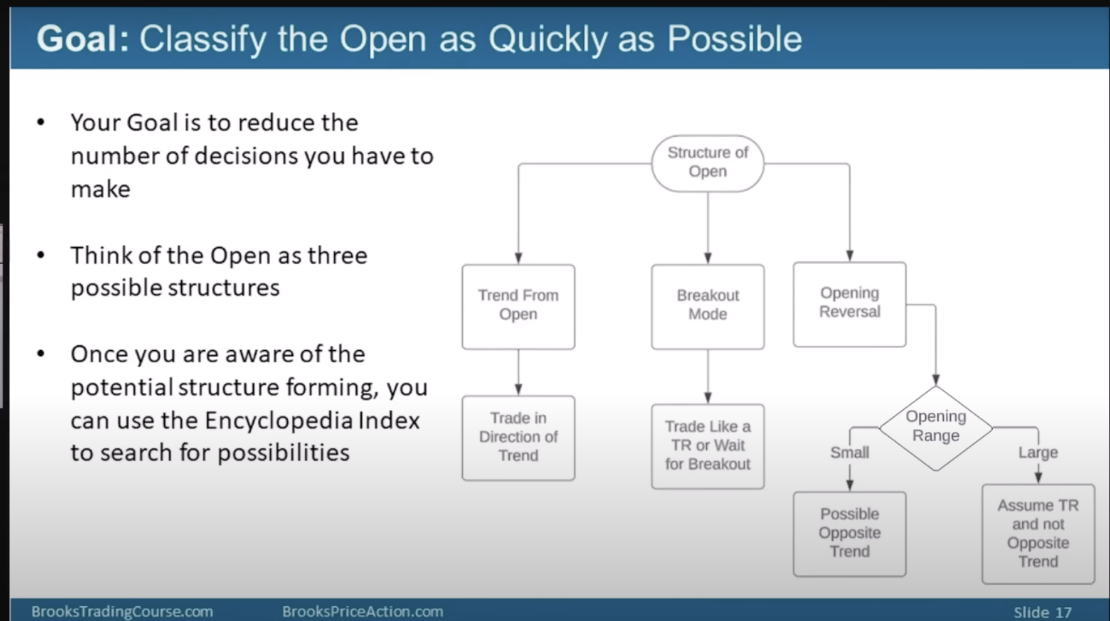 Goal: Classify the Open as Quickly as Possible
• Your Goal is to reduce the
number of decisions you have to
make
• Think of the Open as three
possible structures
• Once you are aware of the
potential structure forming, you
can use the Encyclopedia Index
to search for possibilities
Structure of
Open
Trend From
Open
Breakout
Mode
Opening
Reversal
Trade in
Direction of
Trend
Trade Like a
TR or Wait
for Breakout
Opening
Range
Small
Large
Possible
Opposite
Trend
Assume TR
and not
Opposite
Trend
BrooksTradingCourse.com
BrooksPriceAction.com
Slide 17